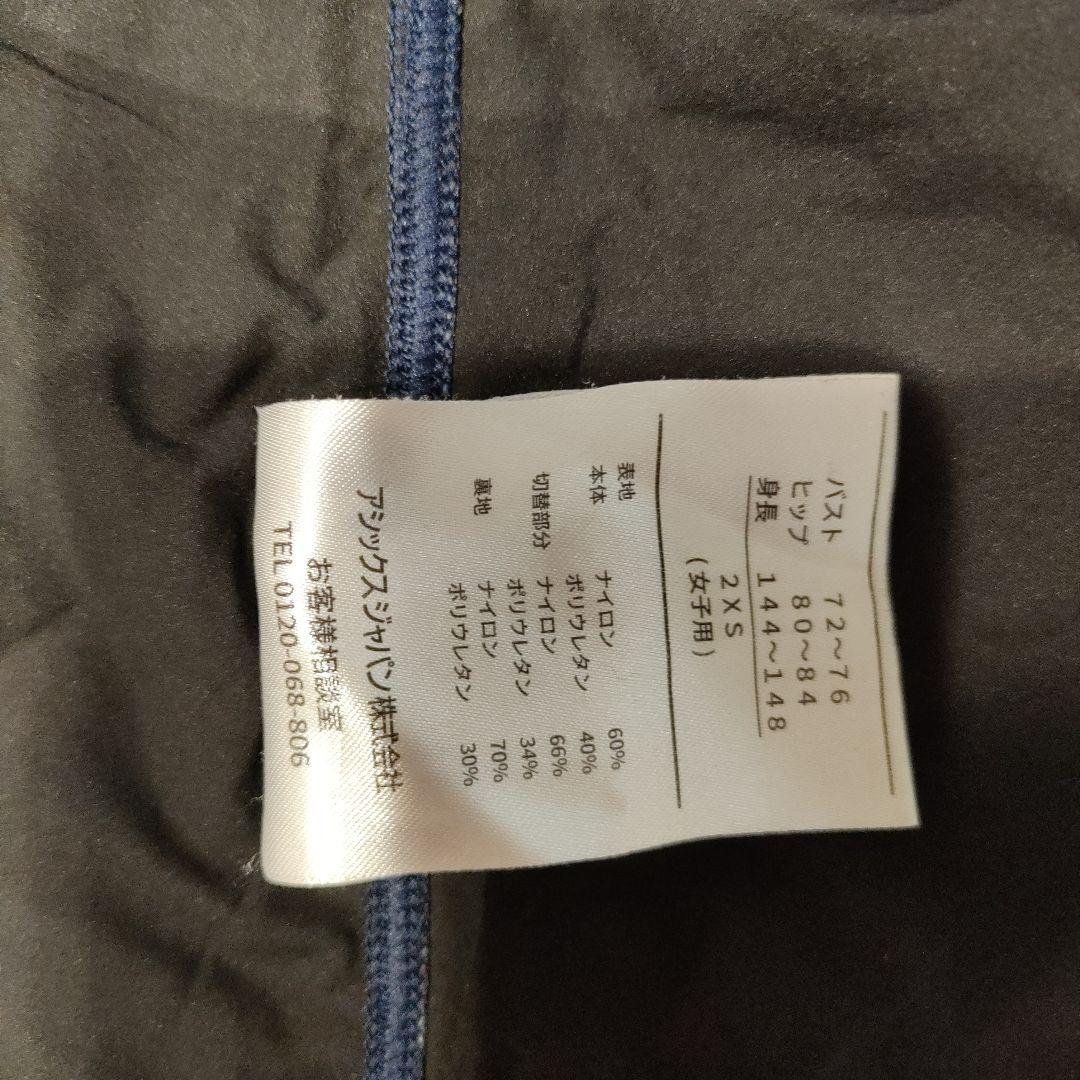 バスト 72～76
ヒップ 80～84
身長 144～148
2XS
(女子用)
表地
本体 ナイロン 60%
ポリウレタン 40%
切替部分 ナイロン 66%
ポリウレタン 34%
裏地 ナイロン 70%
ポリウレタン 30%
アシックスジャパン株式会社
お客様相談室
TEL 0120-068-806